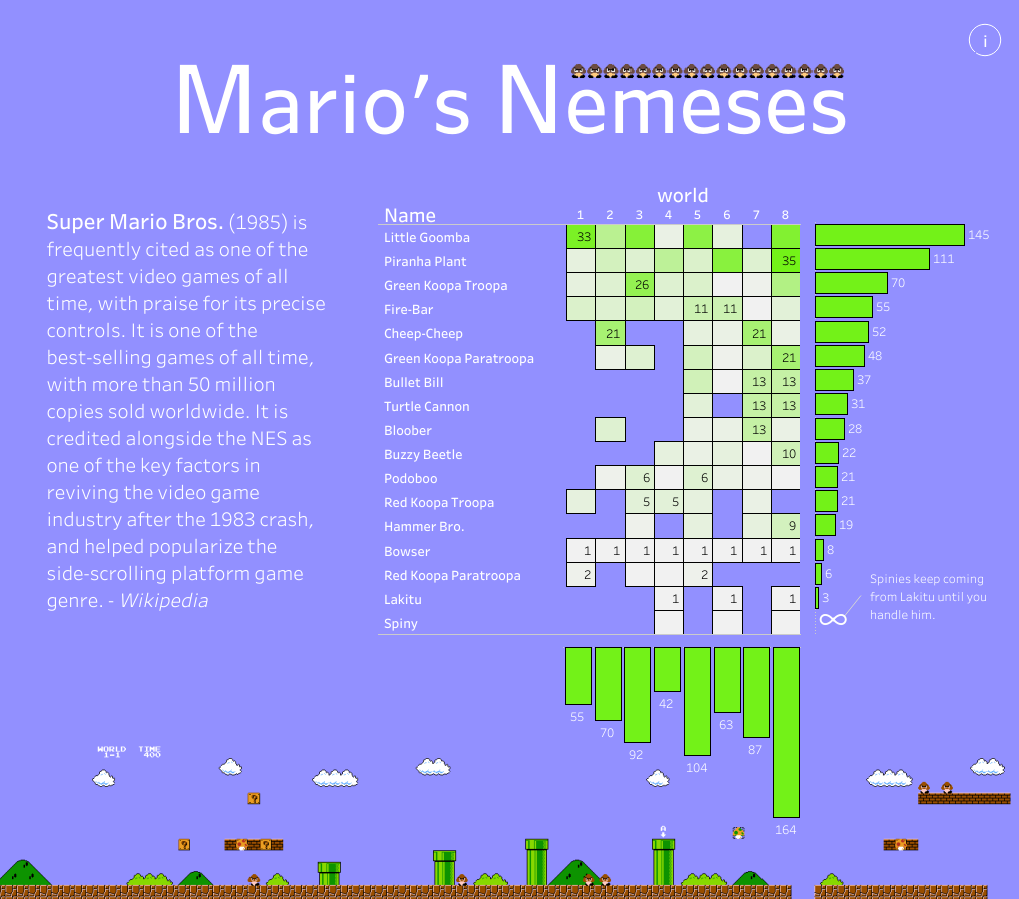 i
Mario's Nemeses
Super Mario Bros. (1985) is
frequently cited as one of the
greatest video games of all
time, with praise for its precise
controls. It is one of the
best-selling games of all time,
with more than 50 million
copies sold worldwide. It is
credited alongside the NES as
one of the key factors in
reviving the video game
industry after the 1983 crash,
and helped popularize the
side-scrolling platform game
genre. - Wikipedia
world
Name 1 2 3 4 5 6 7 8
Little Goomba 33 145
Piranha Plant 35 111
Green Koopa Troopa 26 70
Fire-Bar 11 11 55
Cheep-Cheep 21 21 52
Green Koopa Paratroopa 21 48
Bullet Bill 13 13 37
Turtle Cannon 13 13 31
Bloober 13 28
Buzzy Beetle 10 22
Podoboo 6 6 21
Red Koopa Troopa 5 5 21
Hammer Bro. 9 19
Bowser 1 1 1 1 1 1 1 1 8
Red Koopa Paratroopa 2 2 6
Lakitu 1 1 1 3
Spiny ∞
Spinies keep coming
from Lakitu until you
handle him.
55 70 92 42 104 63 87 164
WORLD TIME
1-1 400
? 
? ?